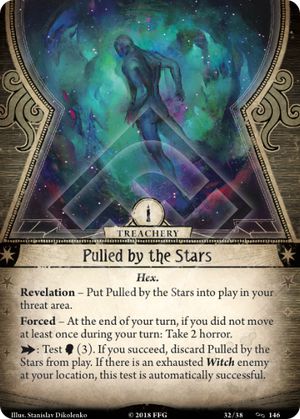 TREACHERY
Pulled by the Stars
Hex.
Revelation – Put Pulled by the Stars into play in your
threat area.
Forced – At the end of your turn, if you did not move
at least once during your turn: Take 2 horror.
: Test (3). If you succeed, discard Pulled by the
Stars from play. If there is an exhausted Witch enemy
at your location, this test is automatically successful.
Illus. Stanislav Dikolenko
© 2018 FFG
32/38
146